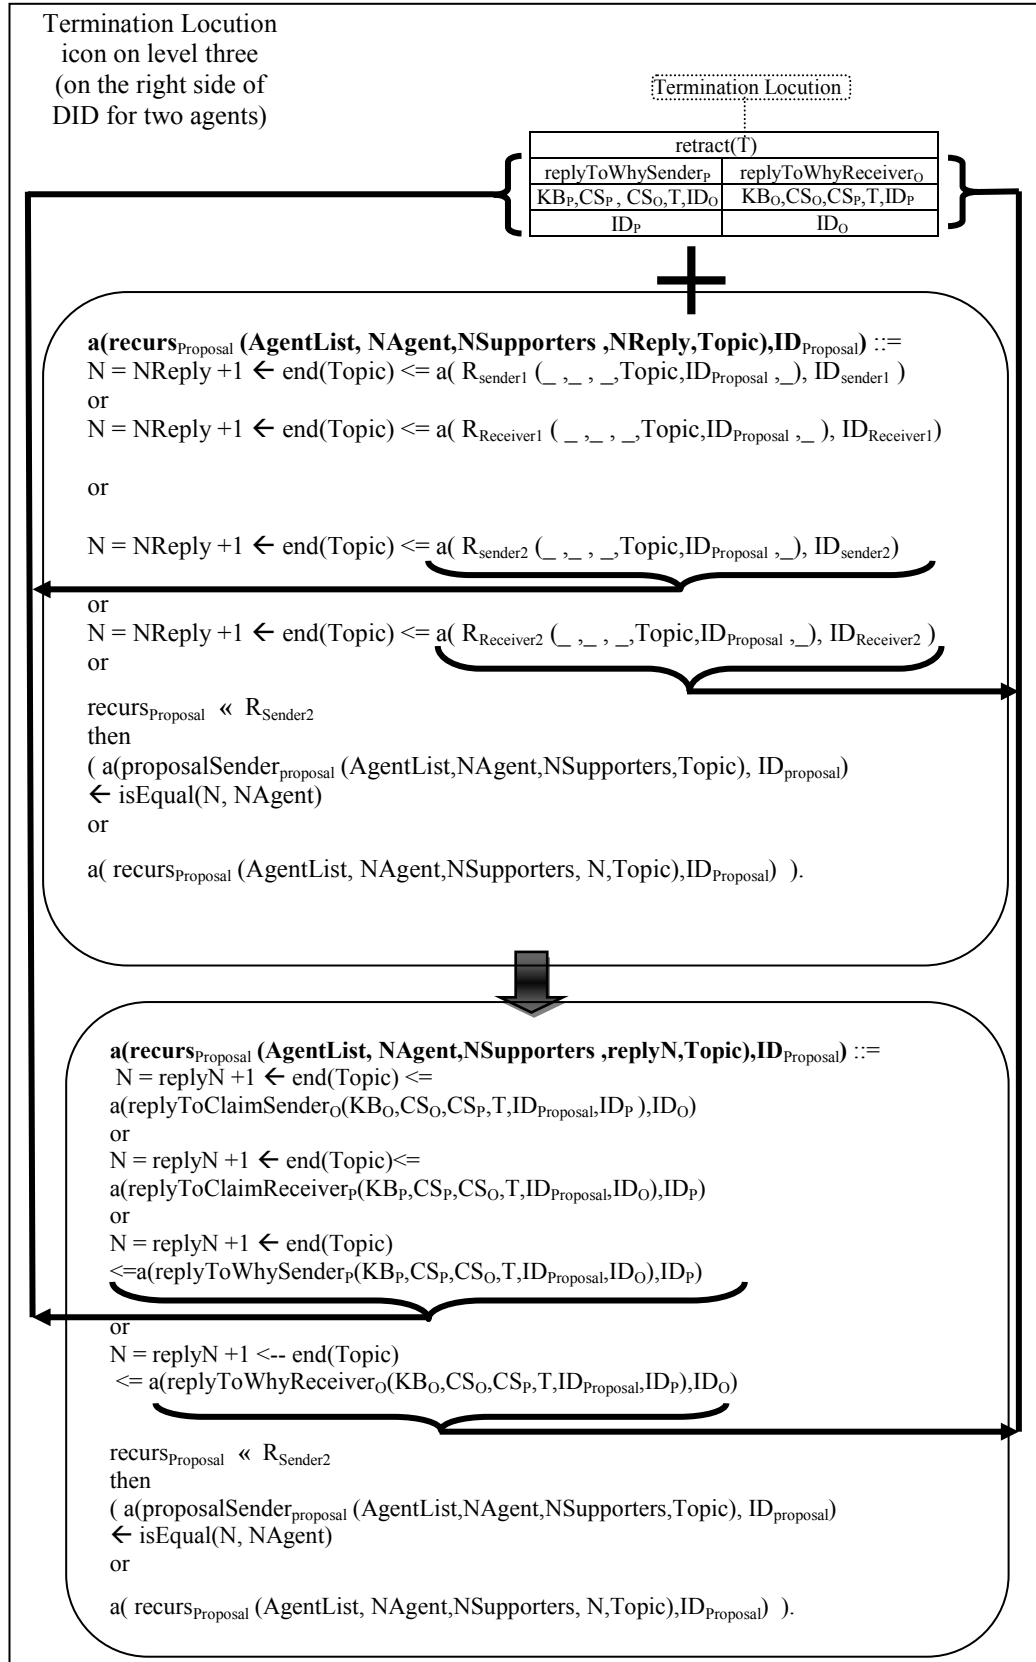 Termination Locution
icon on level three
(on the right side of
DID for two agents)
Termination Locution
retract(T)
replyToWhySenderP replyToWhyReceiverO
KBP,CSP , CSO,T,IDO KBO,CSO,CSP,T,IDP
IDP IDO
a(recursProposal (AgentList, NAgent,NSupporters ,NReply,Topic),IDProposal) ::=
N = NReply +1 ← end(Topic) <= a( Rsender1 (_ ,_ , _,Topic,IDProposal ,_), IDsender1 )
or
N = NReply +1 ← end(Topic) <= a( RReceiver1 ( _ ,_ , _,Topic,IDProposal ,_ ), IDReceiver1)
or
N = NReply +1 ← end(Topic) <= a( Rsender2 (_ ,_ , _,Topic,IDProposal ,_), IDsender2)
or
N = NReply +1 ← end(Topic) <= a( RReceiver2 (_ ,_ , _,Topic,IDProposal ,_), IDReceiver2 )
or
recursProposal « RSender2
then
( a(proposalSenderproposal (AgentList,NAgent,NSupporters,Topic), IDproposal)
← isEqual(N, NAgent)
or
a( recursProposal (AgentList, NAgent,NSupporters, N,Topic),IDProposal) ).
a(recursProposal (AgentList, NAgent,NSupporters ,replyN,Topic),IDProposal) ::=
N = replyN +1 ← end(Topic) <=
a(replyToClaimSenderO(KBO,CSO,CSP,T,IDProposal,IDP ),IDO)
or
N = replyN +1 ← end(Topic)<=
a(replyToClaimReceiverP(KBP,CSP,CSO,T,IDProposal,IDO),IDP)
or
N = replyN +1 ← end(Topic)
<=a(replyToWhySenderP(KBP,CSP,CSO,T,IDProposal,IDO),IDP)
or
N = replyN +1 <-- end(Topic)
<= a(replyToWhyReceiverO(KBO,CSO,CSP,T,IDProposal,IDP),IDO)
recursProposal « RSender2
then
( a(proposalSenderproposal (AgentList,NAgent,NSupporters,Topic), IDproposal)
← isEqual(N, NAgent)
or
a( recursProposal (AgentList, NAgent,NSupporters, N,Topic),IDProposal) ).